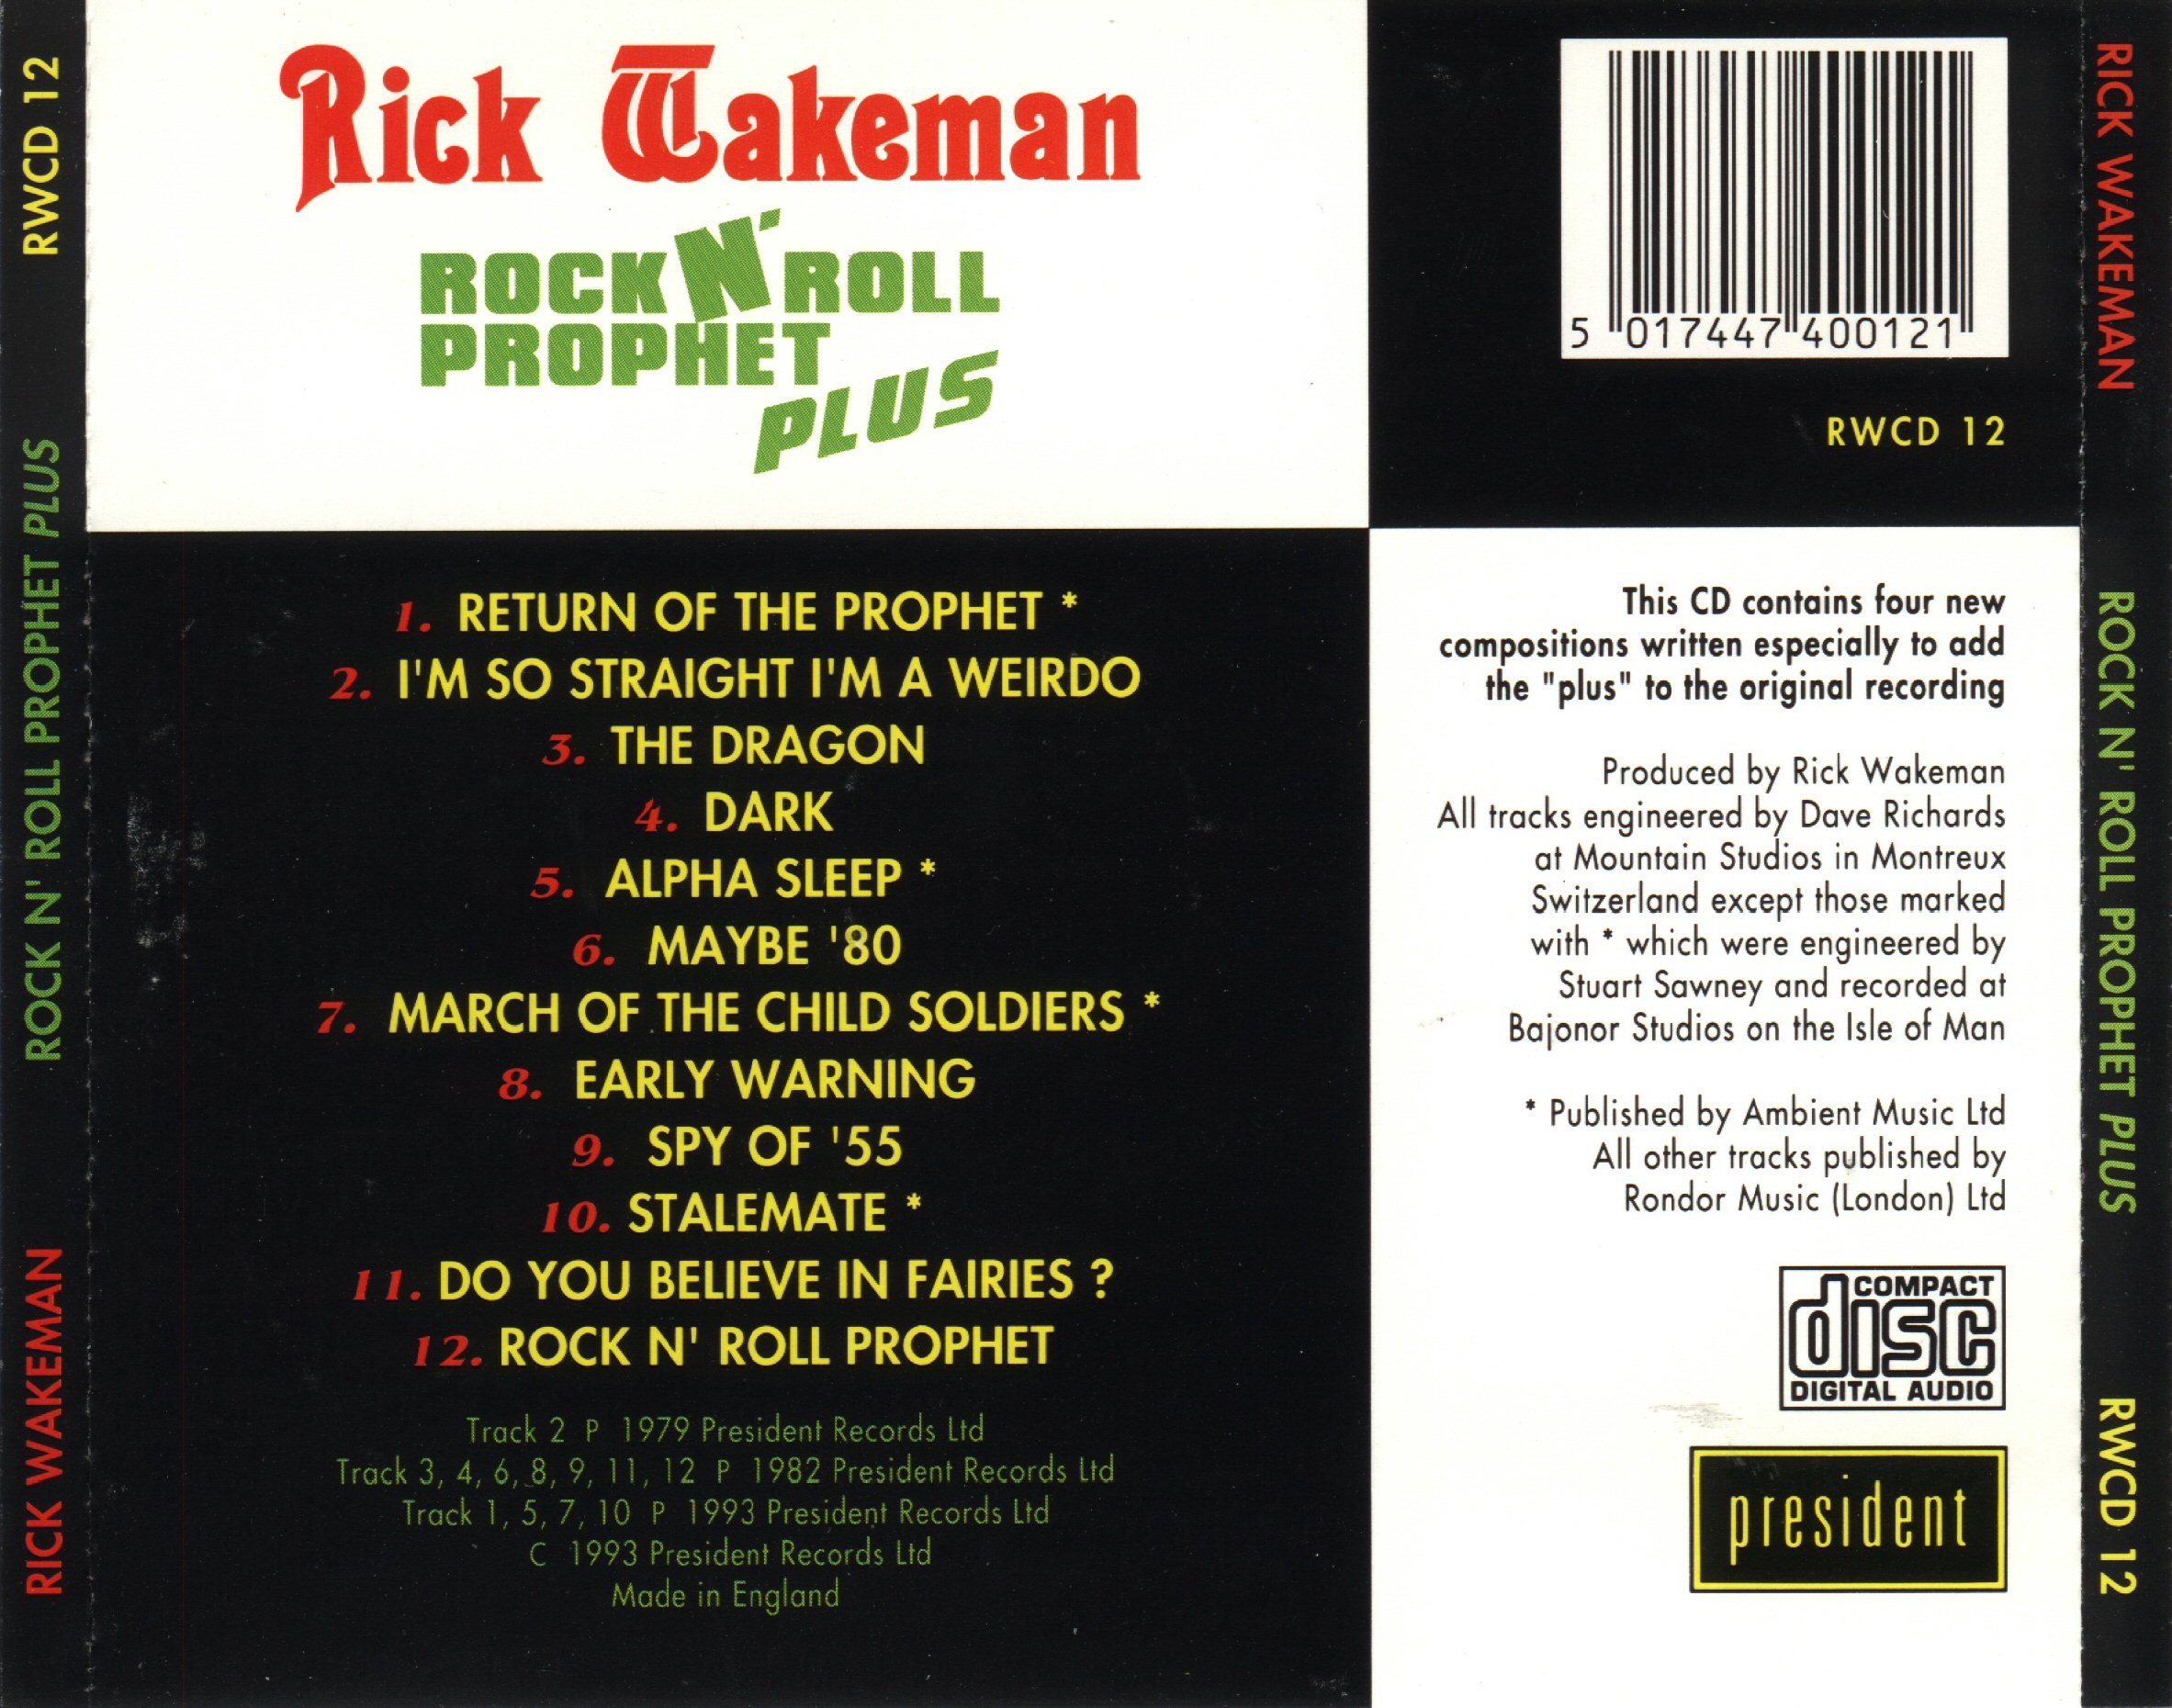 RWCD 12
ROCK N' ROLL PROPHET PLUS
RICK WAKEMAN
Rick Wakeman
ROCK N' ROLL
PROPHET
PLUS
1. RETURN OF THE PROPHET *
2. I'M SO STRAIGHT I'M A WEIRDO
3. THE DRAGON
4. DARK
5. ALPHA SLEEP *
6. MAYBE '80
7. MARCH OF THE CHILD SOLDIERS *
8. EARLY WARNING
9. SPY OF '55
10. STALEMATE *
11. DO YOU BELIEVE IN FAIRIES ?
12. ROCK N' ROLL PROPHET
Track 2 P 1979 President Records Ltd
Track 3, 4, 6, 8, 9, 11, 12 P 1982 President Records Ltd
Track 1, 5, 7, 10 P 1993 President Records Ltd
C 1993 President Records Ltd
Made in England
5 017447 400121
RWCD 12
This CD contains four new
compositions written especially to add
the "plus" to the original recording
Produced by Rick Wakeman
All tracks engineered by Dave Richards
at Mountain Studios in Montreux
Switzerland except those marked
with * which were engineered by
Stuart Sawney and recorded at
Bajonor Studios on the Isle of Man
* Published by Ambient Music Ltd
All other tracks published by
Rondor Music (London) Ltd
COMPACT
disc
DIGITAL AUDIO
president
RICK WAKEMAN
ROCK N' ROLL PROPHET PLUS
RWCD 12